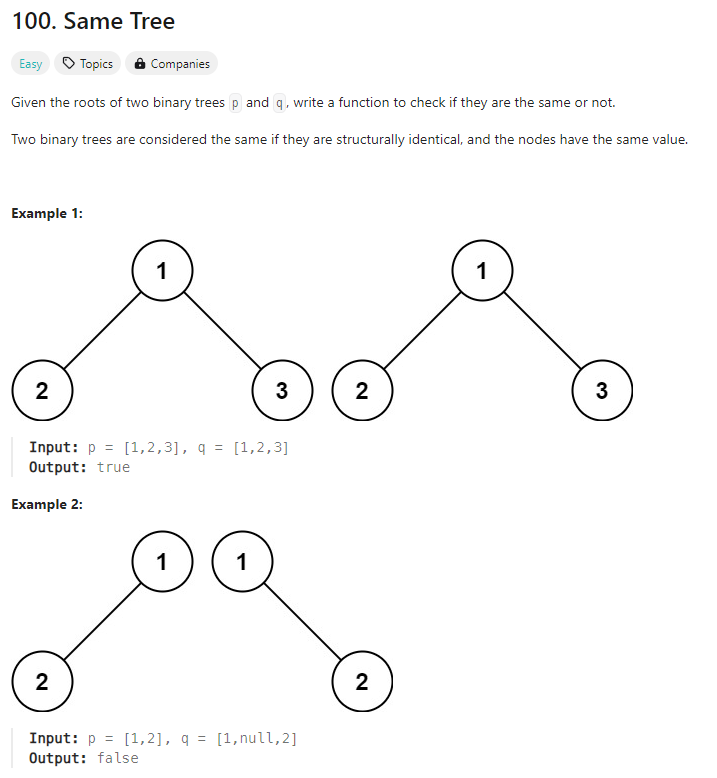 100. Same Tree
Easy Topics Companies
Given the roots of two binary trees p and q, write a function to check if they are the same or not.
Two binary trees are considered the same if they are structurally identical, and the nodes have the same value.
Example 1:
1 1
2 3 2 3
Input: p = [1,2,3], q = [1,2,3]
Output: true
Example 2:
1 1
2 2
Input: p = [1,2], q = [1,null,2]
Output: false